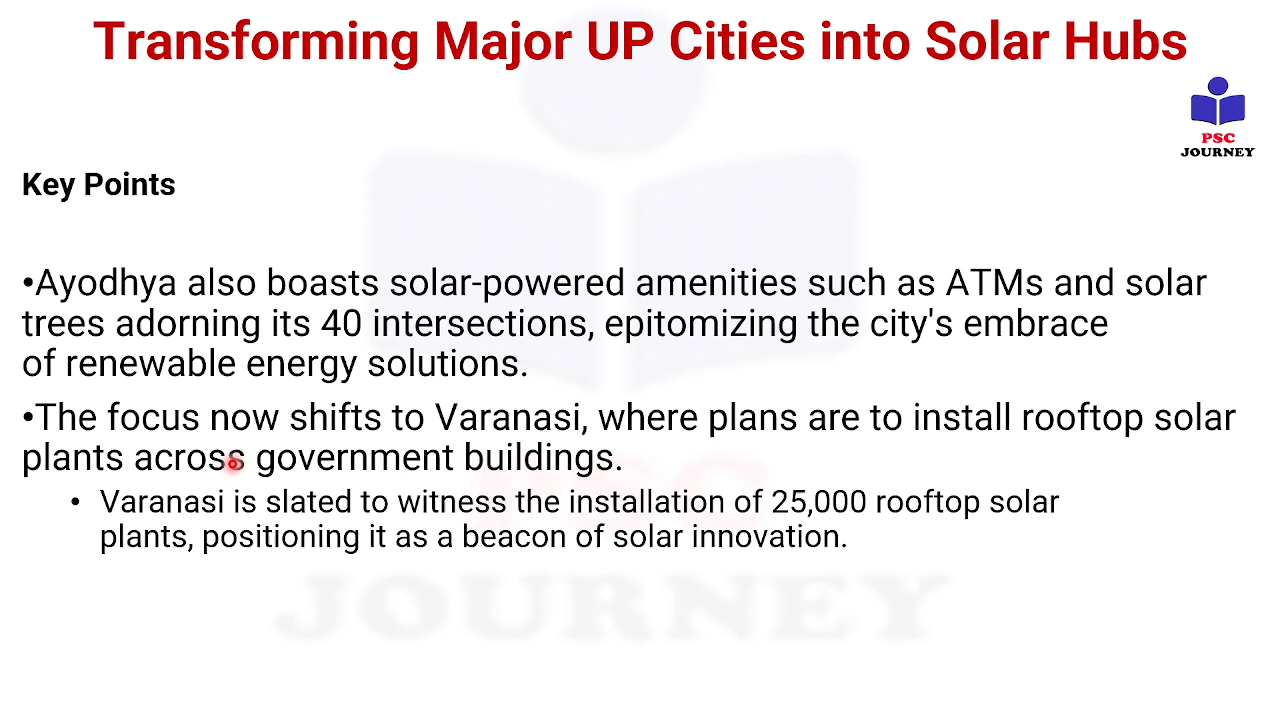 Transforming Major UP Cities into Solar Hubs
PSC
JOURNEY
Key Points
•Ayodhya also boasts solar-powered amenities such as ATMs and solar
trees adorning its 40 intersections, epitomizing the city's embrace
of renewable energy solutions.
•The focus now shifts to Varanasi, where plans are to install rooftop solar
plants across government buildings.
• Varanasi is slated to witness the installation of 25,000 rooftop solar
plants, positioning it as a beacon of solar innovation.
PSC
JOURNEY